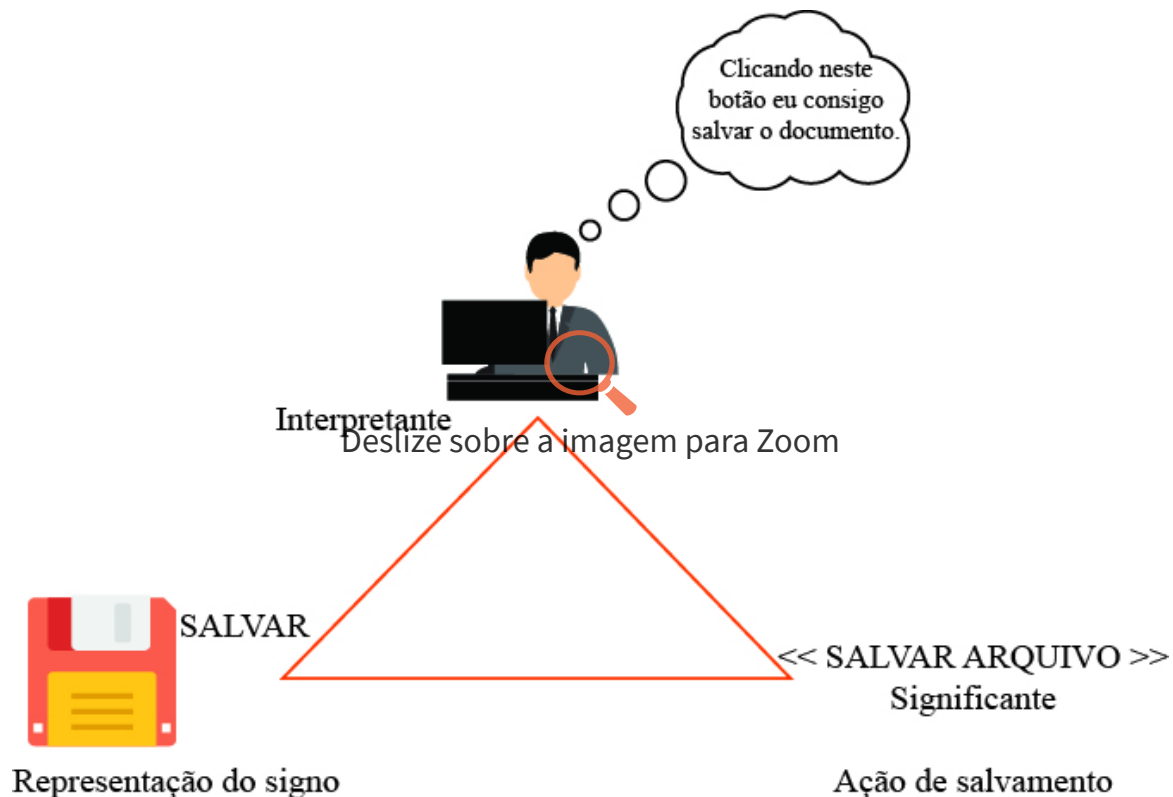 Clicando neste
botão eu consigo
salvar o documento.
Interpretante
Deslize sobre a imagem para Zoom
SALVAR
<< SALVAR ARQUIVO >>
Significante
Representação do signo
Ação de salvamento